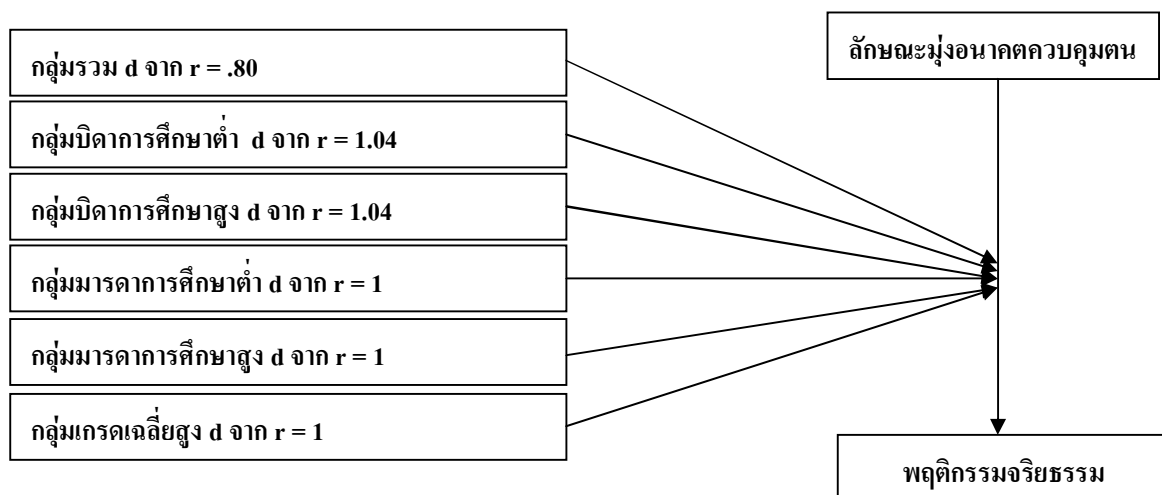 ลักษณะมุ่งอนาคตควบคุมตน
กลุ่มรวม d จาก r = .80
กลุ่มบิดาการศึกษาต่ำ d จาก r = 1.04
กลุ่มบิดาการศึกษาสูง d จาก r = 1.04
กลุ่มมารดาการศึกษาต่ำ d จาก r = 1
กลุ่มมารดาการศึกษาสูง d จาก r = 1
กลุ่มเกรดเฉลี่ยสูง d จาก r = 1
พฤติกรรมจริยธรรม